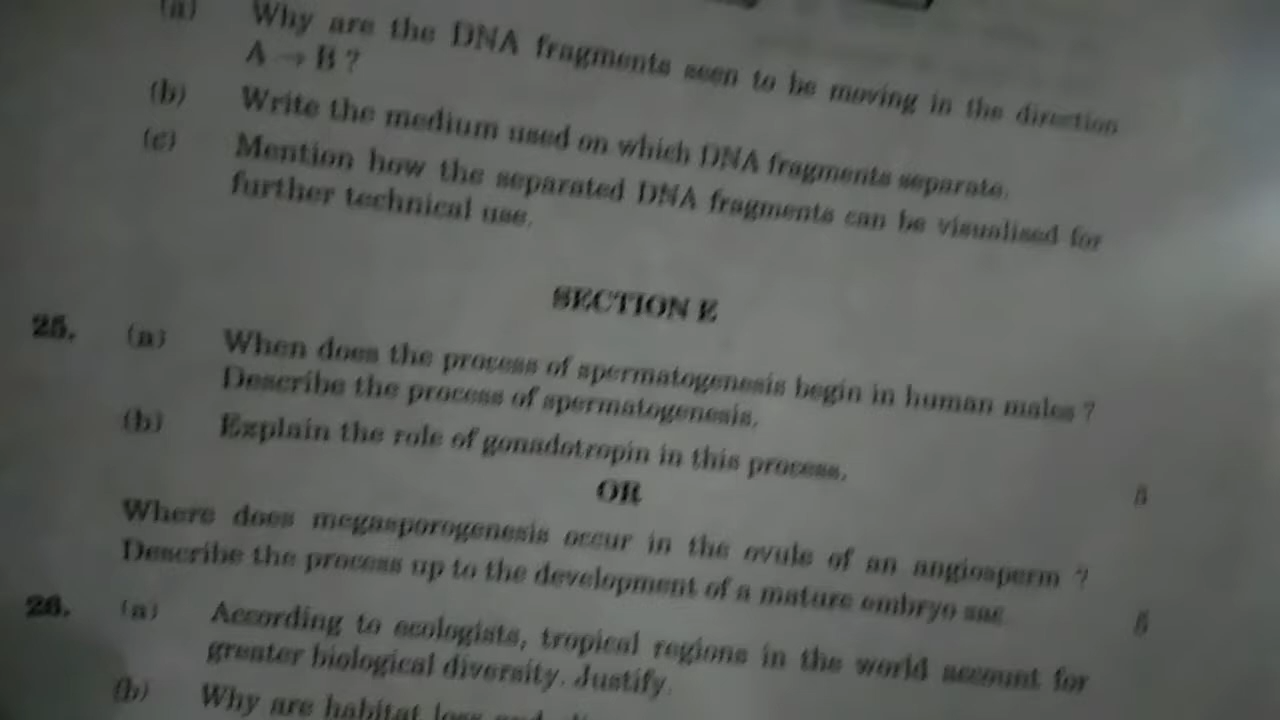 (a) Why are the DNA fragments seen to be moving in the direction
A → B ?
(b) Write the medium used on which DNA fragments separate.
(c) Mention how the separated DNA fragments can be visualised for
further technical use.
SECTION E
25. (a) When does the process of spermatogenesis begin in human males ?
Describe the process of spermatogenesis.
(b) Explain the role of gonadotropin in this process.
5
OR
Where does megasporogenesis occur in the ovule of an angiosperm ?
Describe the process up to the development of a mature embryo sac.
5
26. (a) According to ecologists, tropical regions in the world account for
greater biological diversity. Justify.
(b) Why are habitat loss and